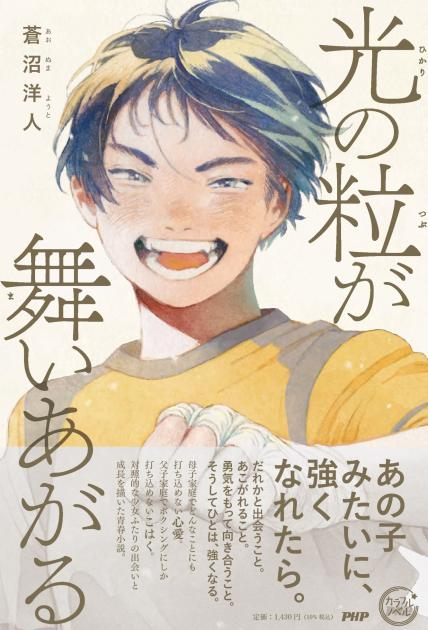 光の粒が
ひかり
つぶ
舞いあがる
ま
蒼沼洋人
あお ぬま ようと
あの子
みたいに、
強く
なれたら。
だれかと出会うこと。
あこがれること。
勇気をもって向き合うこと。
そうしてひとは、強くなる。
母子家庭でどんなことにも
打ち込めない心愛。
父子家庭でボクシングにしか
打ち込めないこはく。
対照的な少女ふたりの出会いと
成長を描いた青春小説。
定価：1,430円（10%税込）
PHP
カラフルノベル